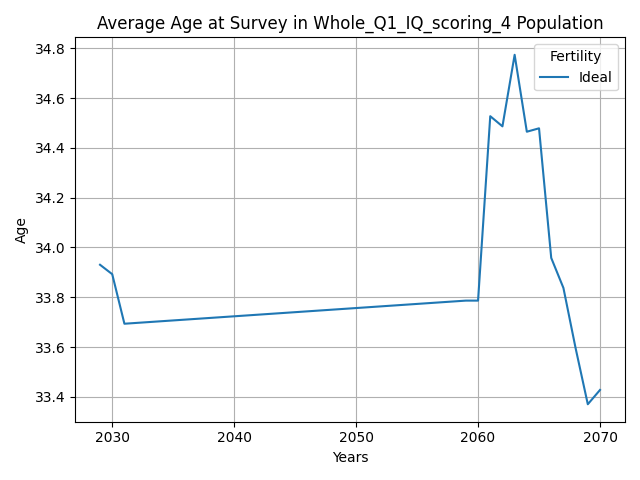 Average Age at Survey in Whole_Q1_IQ_scoring_4 Population
Fertility
Ideal
34.8
34.6
34.4
34.2
34.0
33.8
33.6
33.4
Age
2030 2040 2050 2060 2070
Years